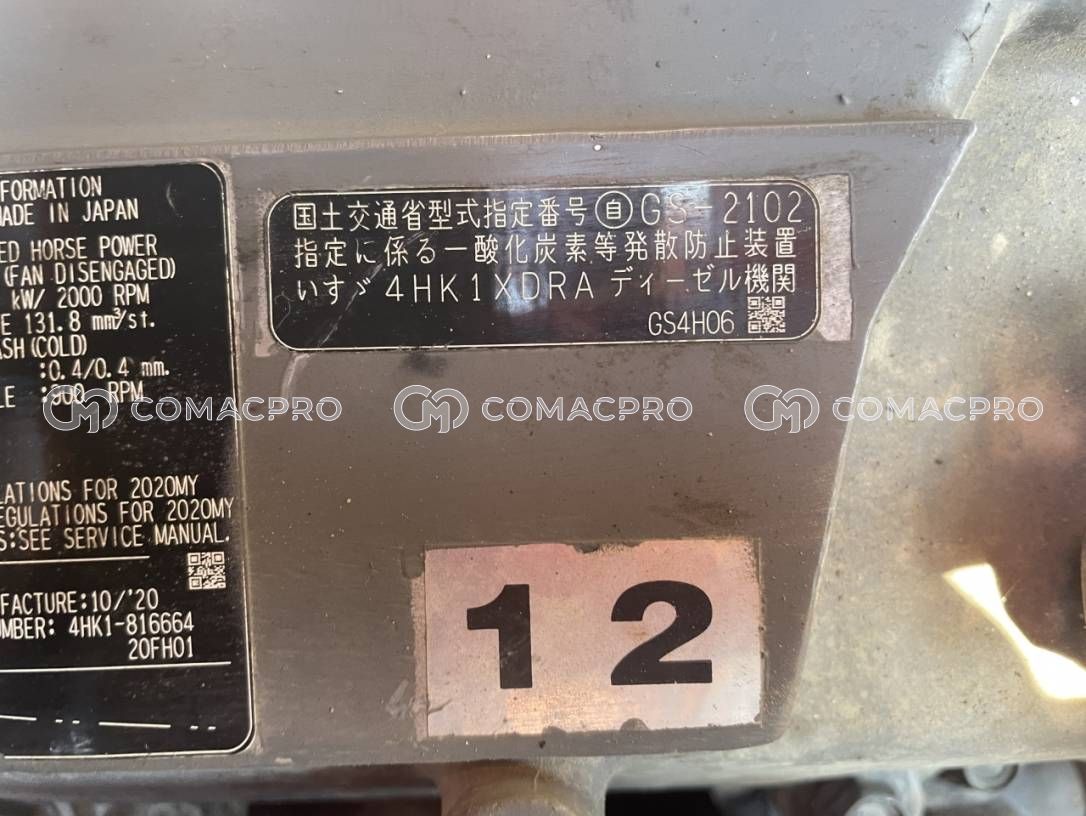 FORMATION
MADE IN JAPAN
ED HORSE POWER
(FAN DISENGAGED)
kW/ 2000 RPM
E 131.8 mm³/st.
ASH(COLD)
:0.4/0.4 mm.
LE :900 RPM
LATIONS FOR 2020MY
EGULATIONS FOR 2020MY
S:SEE SERVICE MANUAL.
FACTURE:10/'20
UMBER: 4HK1-816664
20FH01
国土交通省型式指定番号 自 GS-2102
指定に係る一酸化炭素等発散防止装置
いすゞ 4HK1XDRA ディーゼル機関
GS4H06
COMACPRO COMACPRO COMACPRO
12